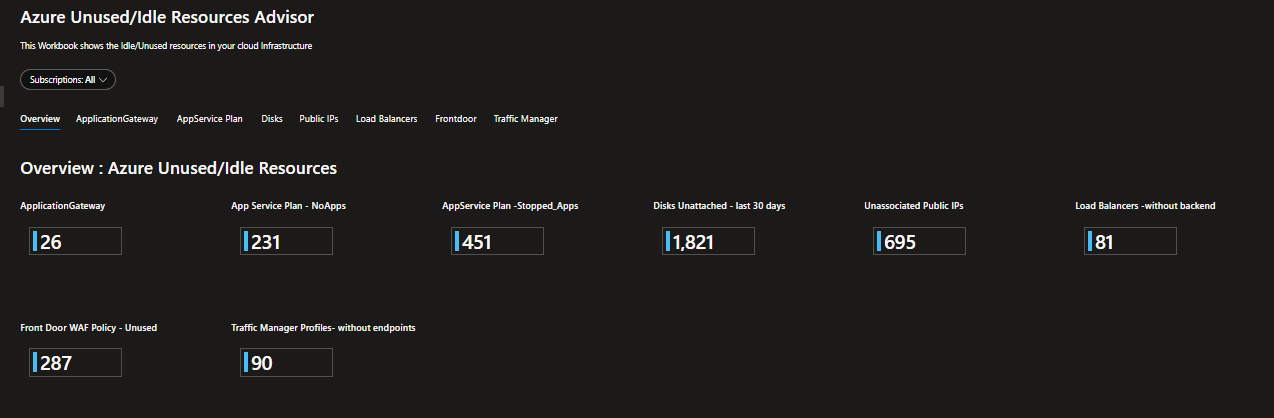 Azure Unused/Idle Resources Advisor
This Workbook shows the Idle/Unused resources in your cloud Infrastructure
Subscriptions: All
Overview ApplicationGateway AppService Plan Disks Public IPs Load Balancers Frontdoor Traffic Manager
Overview : Azure Unused/Idle Resources
ApplicationGateway App Service Plan - NoApps AppService Plan -Stopped_Apps Disks Unattached - last 30 days Unassociated Public IPs Load Balancers -without backend
26 231 451 1,821 695 81
Front Door WAF Policy - Unused Traffic Manager Profiles- without endpoints
287 90